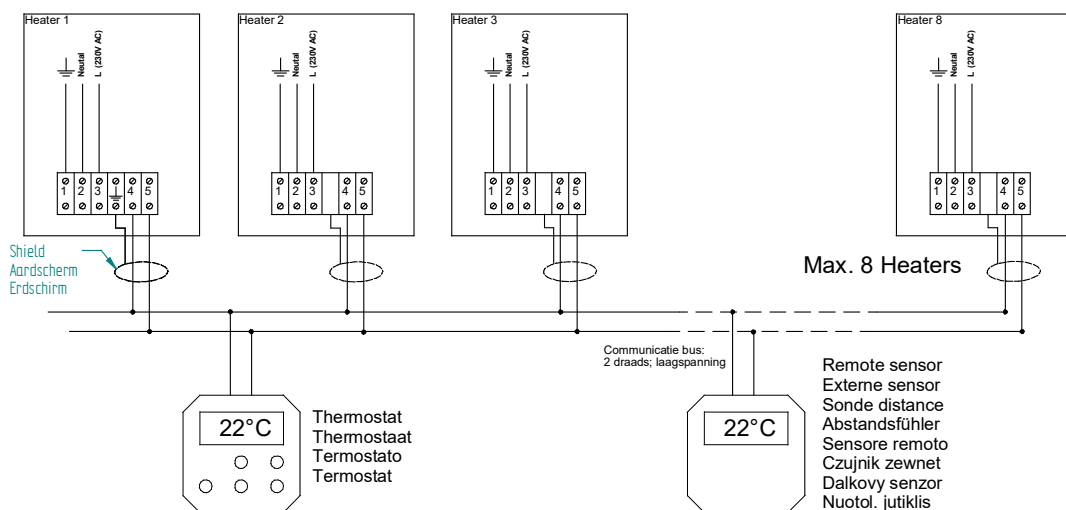 Heater 1
Neutal
L (230V AC)
1
2
3
4
5
Heater 2
Neutal
L (230V AC)
1
2
3
4
5
Heater 3
Neutal
L (230V AC)
1
2
3
4
5
Heater 8
Neutal
L (230V AC)
1
2
3
4
5
Shield
Aardscherm
Erdschirm
Max. 8 Heaters
Communicatie bus:
2 draads; laagspanning
22°C
Thermostat
Thermostaat
Termostato
Termostat
22°C
Remote sensor
Externe sensor
Sonde distance
Abstandsfühler
Sensore remoto
Czujnik zewnet
Dalkovy senzor
Nuotol. jutiklis